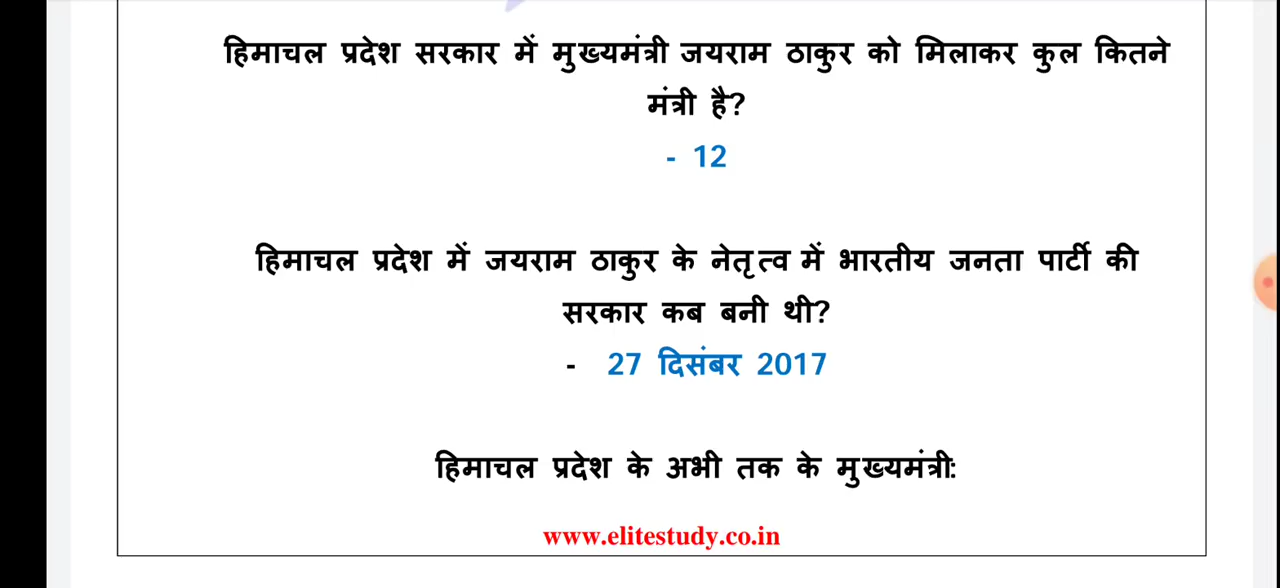 हिमाचल प्रदेश सरकार में मुख्यमंत्री जयराम ठाकुर को मिलाकर कुल कितने
मंत्री है?
- 12
हिमाचल प्रदेश में जयराम ठाकुर के नेतृत्व में भारतीय जनता पार्टी की
सरकार कब बनी थी?
- 27 दिसंबर 2017
हिमाचल प्रदेश के अभी तक के मुख्यमंत्री:
www.elitestudy.co.in